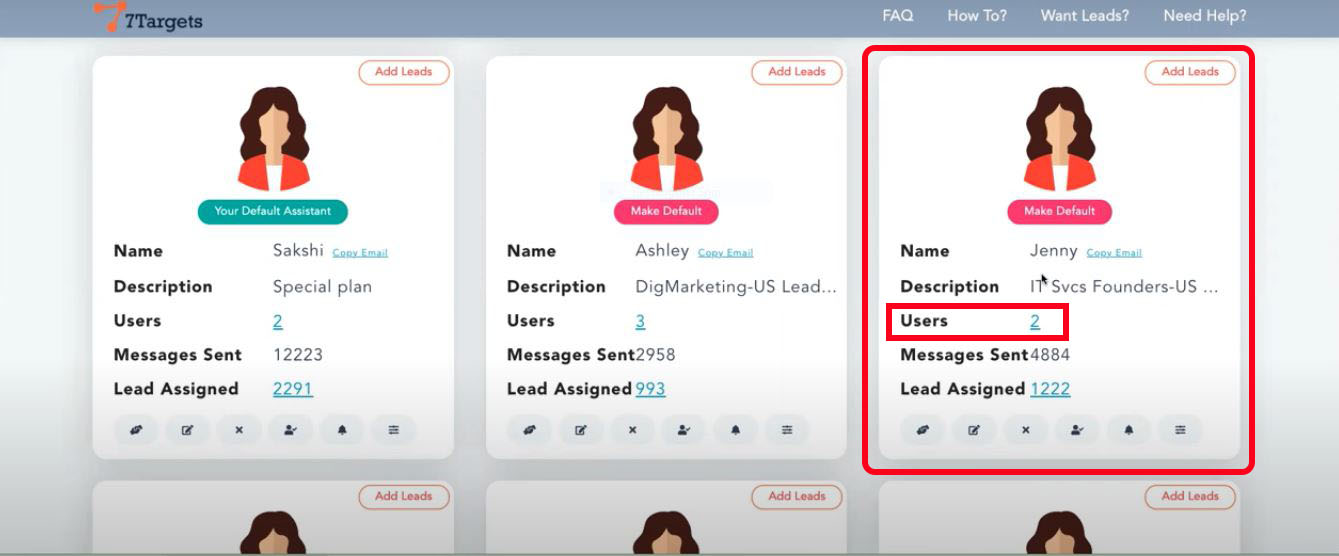 7Targets FAQ How To? Want Leads? Need Help?
Add Leads
Your Default Assistant
Name Sakshi Copy Email
Description Special plan
Users 2
Messages Sent 12223
Lead Assigned 2291
Add Leads
Make Default
Name Ashley Copy Email
Description DigMarketing-US Lead...
Users 3
Messages Sent 2958
Lead Assigned 993
Add Leads
Make Default
Name Jenny Copy Email
Description IT Svcs Founders-US ...
Users 2
Messages Sent 4884
Lead Assigned 1222
Add Leads
Add Leads
Add Leads